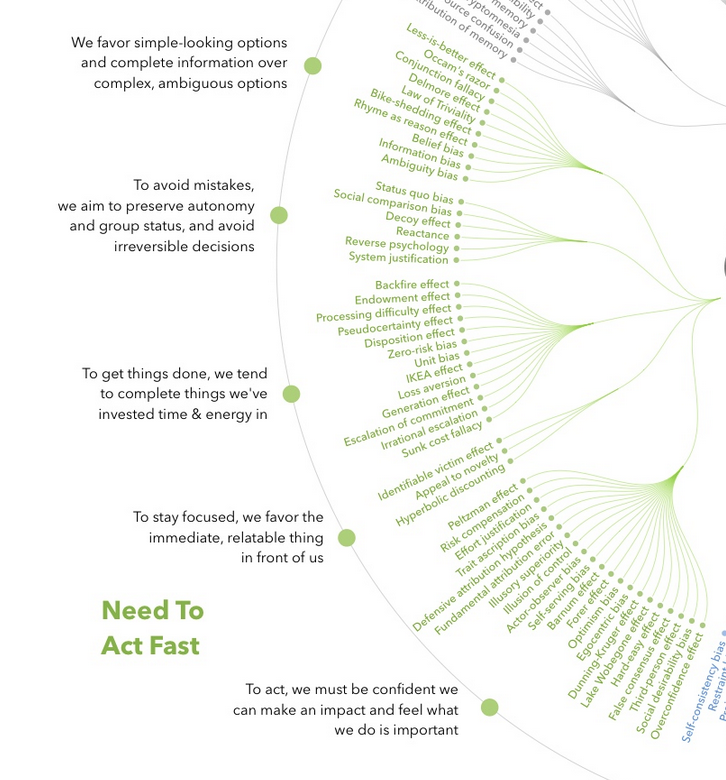 We favor simple-looking options
and complete information over
complex, ambiguous options
To avoid mistakes,
we aim to preserve autonomy
and group status, and avoid
irreversible decisions
To get things done, we tend
to complete things we've
invested time & energy in
To stay focused, we favor the
immediate, relatable thing
in front of us
Need To
Act Fast
To act, we must be confident we
can make an impact and feel what
we do is important
memory
source confusion
of memory
Less-is-better effect
Occam's razor
Conjunction fallacy
Delmore effect
Law of Triviality
Bike-shedding effect
Rhyme as reason effect
Belief bias
Information bias
Ambiguity bias
Status quo bias
Social comparison bias
Decoy effect
Reactance
Reverse psychology
System justification
Backfire effect
Endowment effect
Processing difficulty effect
Pseudocertainty effect
Disposition effect
Zero-risk bias
Unit bias
IKEA effect
Loss aversion
Generation effect
Escalation of commitment
Irrational escalation
Sunk cost fallacy
Identifiable victim effect
Appeal to novelty
Hyperbolic discounting
Peltzman effect
Risk compensation
Effort justification
Trait ascription bias
Defensive attribution hypothesis
Fundamental attribution error
Illusory superiority
Illusion of control
Actor-observer bias
Self-serving bias
Barnum effect
Forer effect
Optimism bias
Egocentric bias
Dunning-Kruger effect
Lake Wobegone effect
Hard-easy effect
False consensus effect
Third-person effect
Social desirability bias
Overconfidence effect
Self-consistency bias